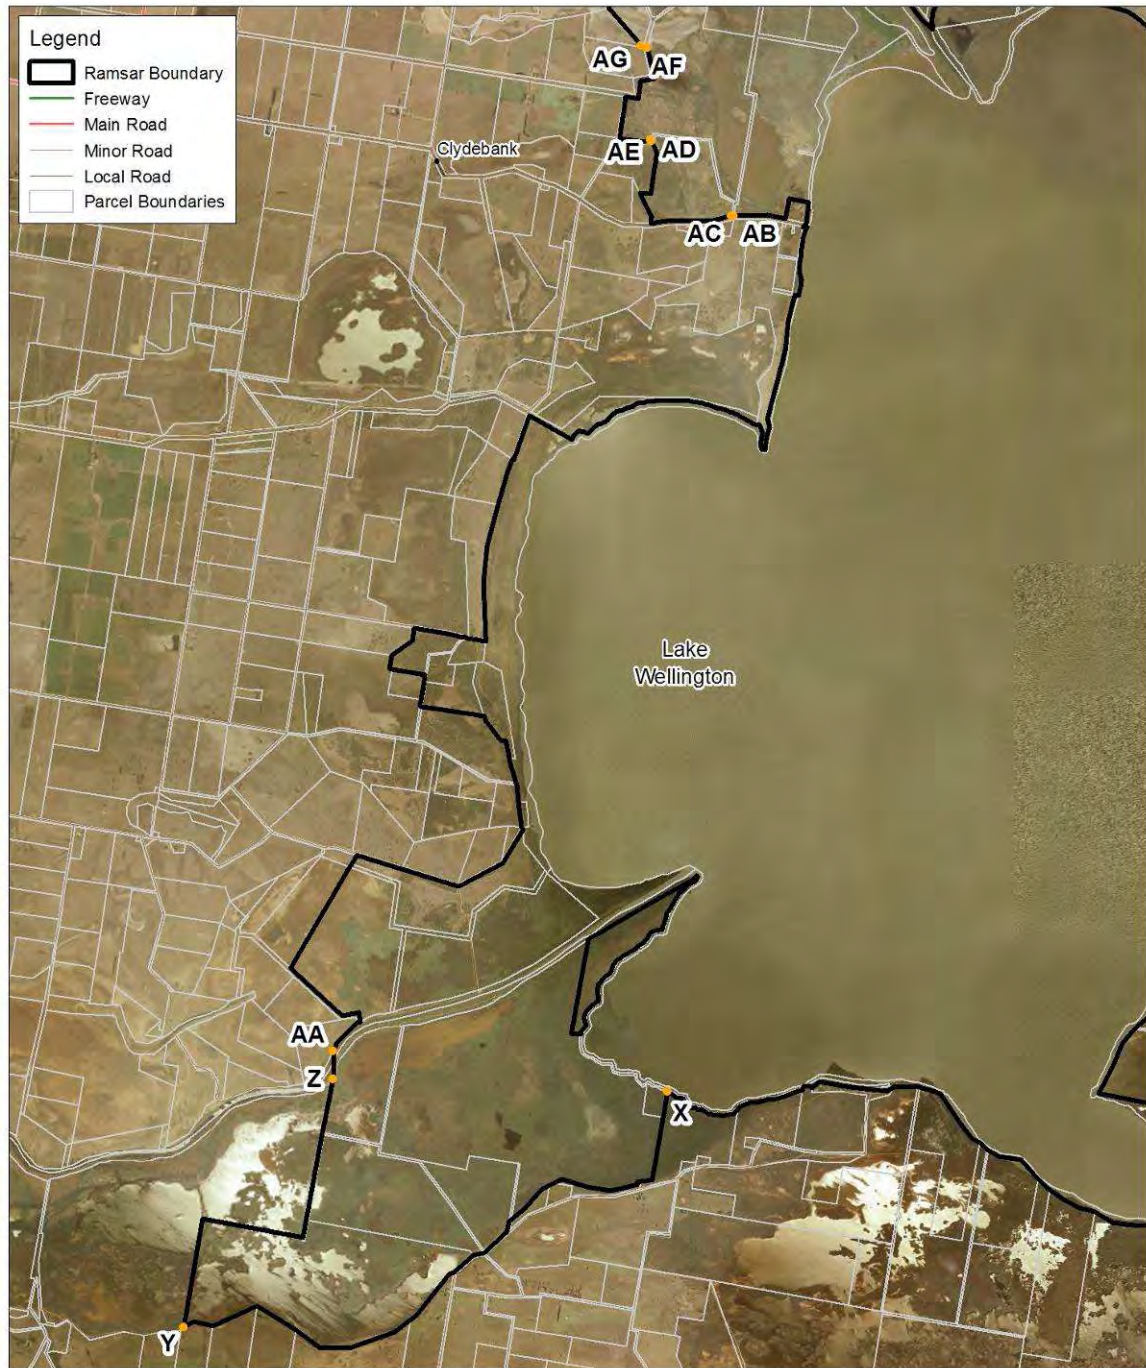 Legend
Ramsar Boundary
Freeway
Main Road
Minor Road
Local Road
Parcel Boundaries
AG
AF
Clydebank
AE
AD
AC
AB
Lake
Wellington
AA
Z
X
Y